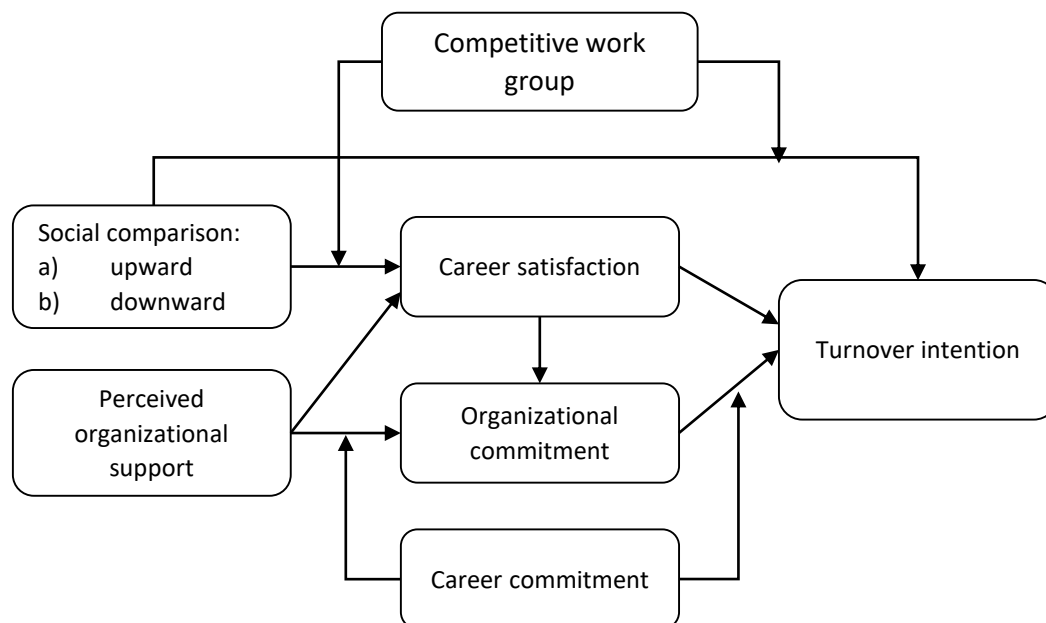 Competitive work
group
Social comparison:
a) upward
b) downward
Career satisfaction
Turnover intention
Perceived
organizational
support
Organizational
commitment
Career commitment